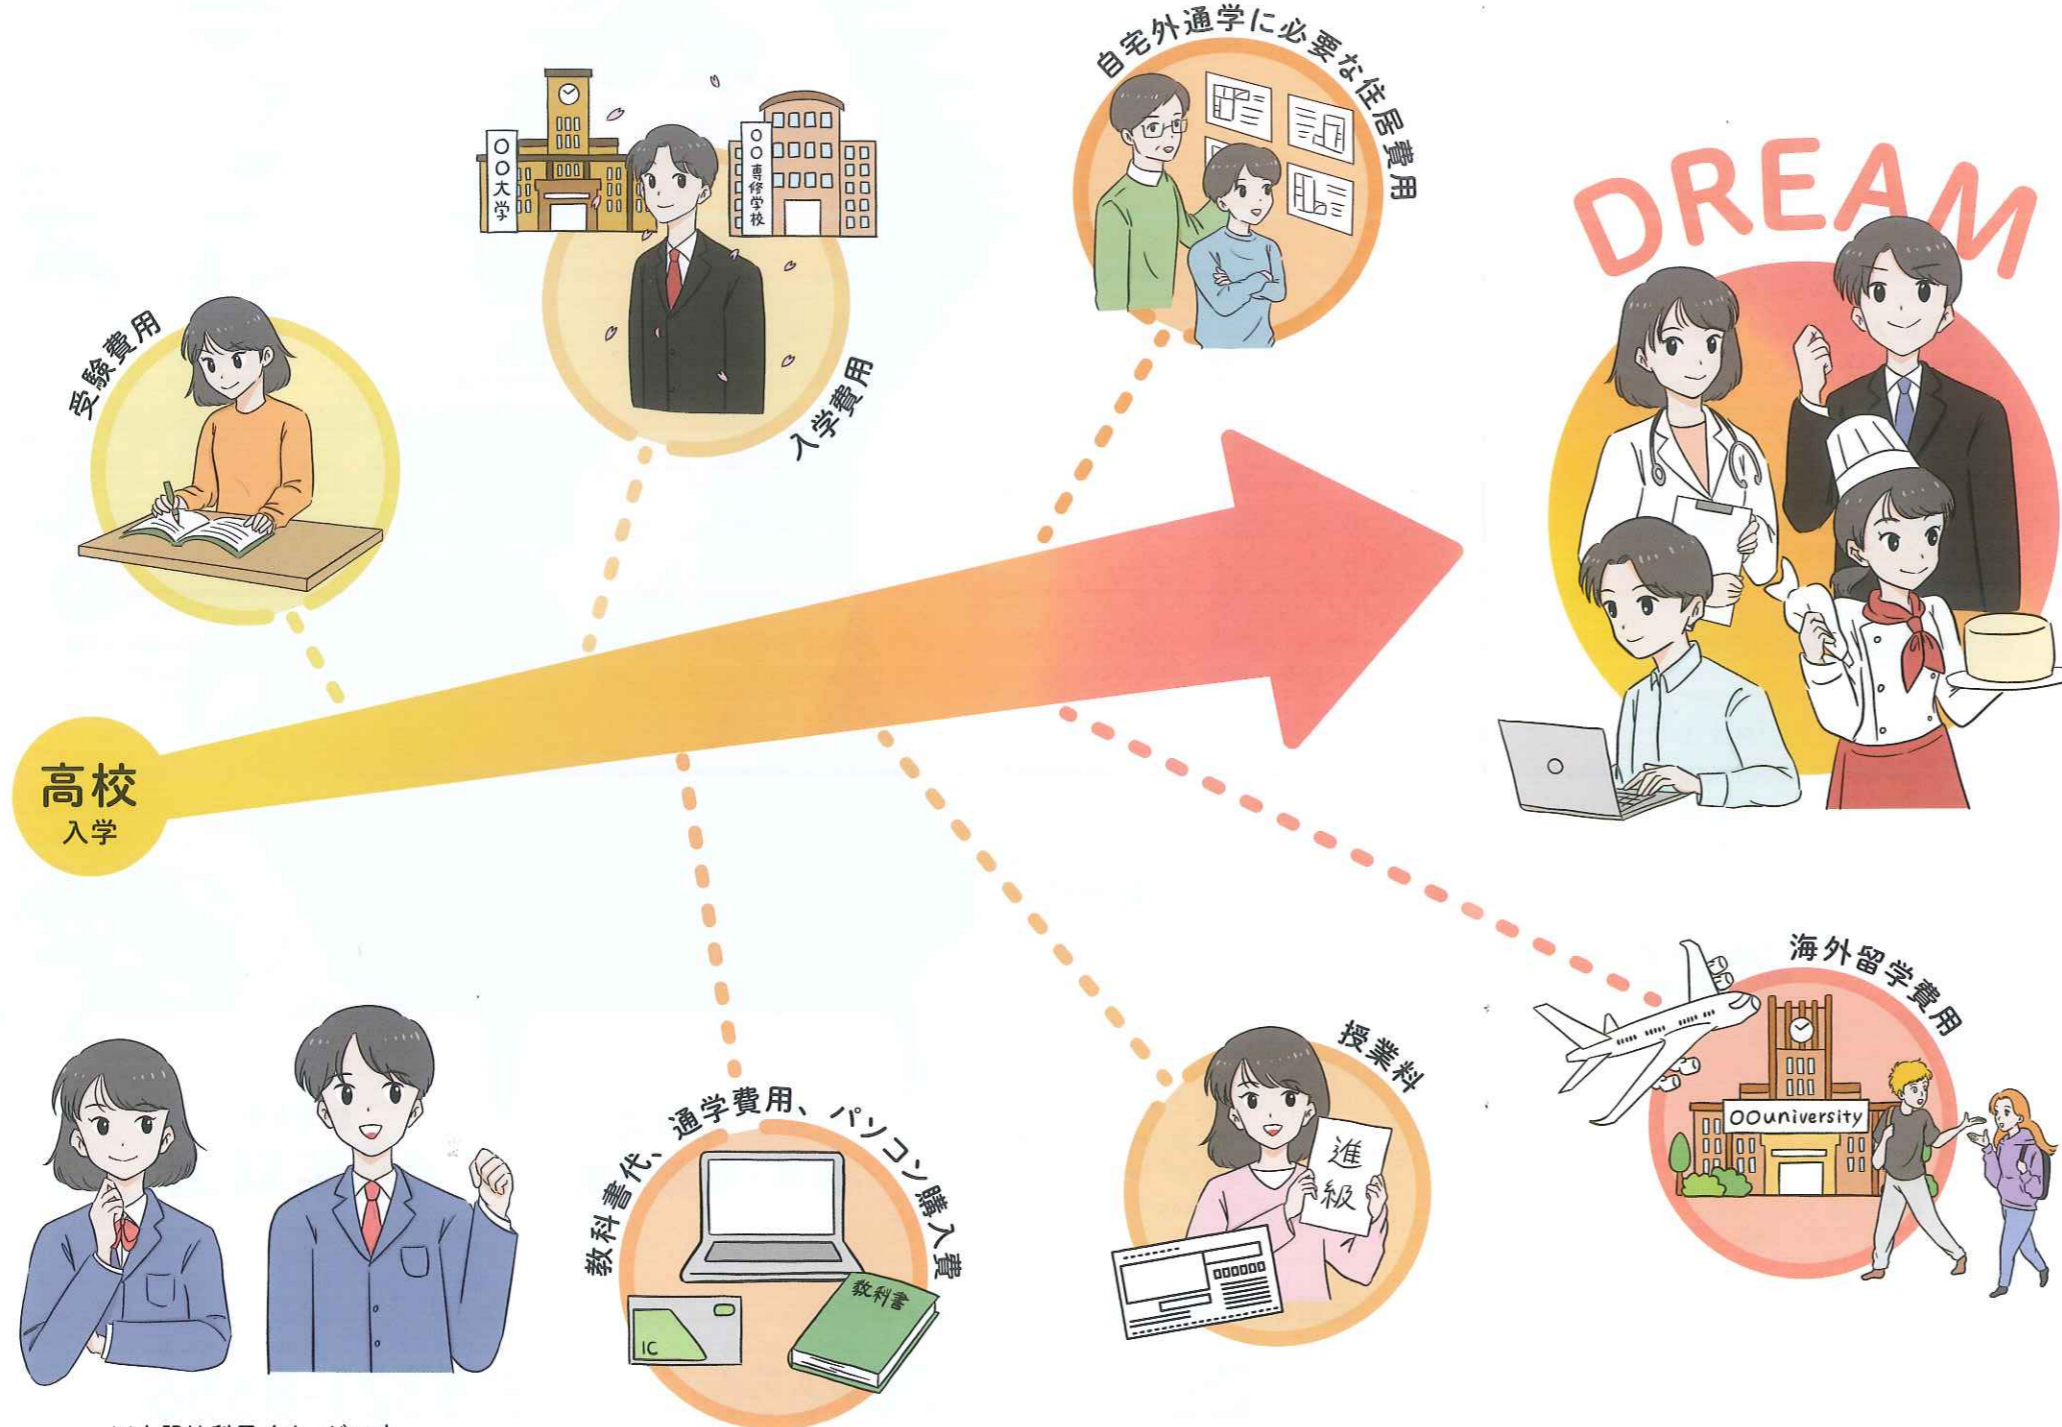 自宅外通学に必要な住居費用
〇〇大学
〇〇専修学校
DREAM
受験費用
入学費用
高校
入学
海外留学費用
授業料
進級
〇〇university
教科書代、通学費用、パソコン購入費
教科書
IC